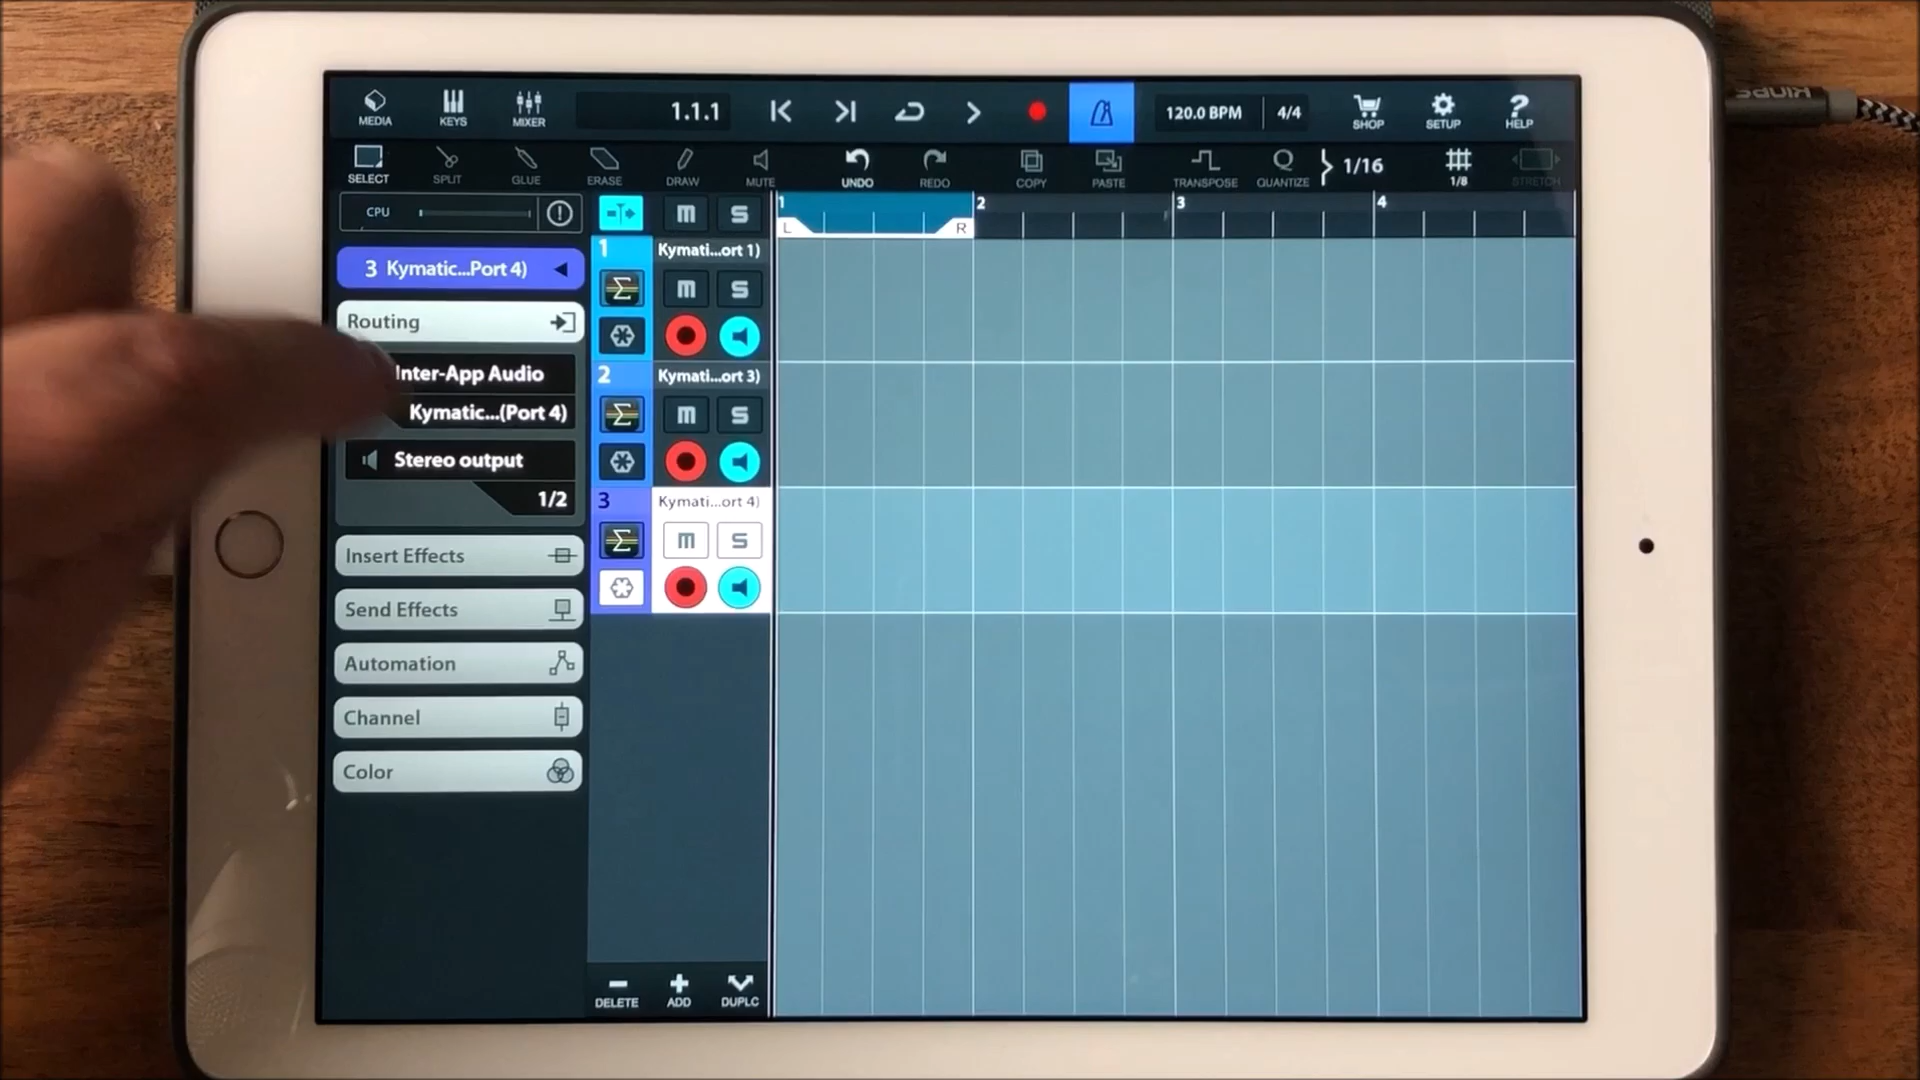 MEDIA
KEYS
MIXER
1.1.1
120.0 BPM
4/4
SHOP
SETUP
?
HELP
SELECT
SPLIT
GLUE
ERASE
DRAW
MUTE
UNDO
REDO
COPY
PASTE
TRANSPOSE
Q
QUANTIZE
1/16
1/8
STRETCH
CPU
M
S
1
2
3
4
L
R
3 Kymatic...Port 4)
1
Kymati...ort 1)
M
S
Routing
Inter-App Audio
Kymatic...(Port 4)
2
Kymati...ort 3)
M
S
Stereo output
1/2
3
Kymati...ort 4)
M
S
Insert Effects
Send Effects
Automation
Channel
Color
DELETE
ADD
DUPLC